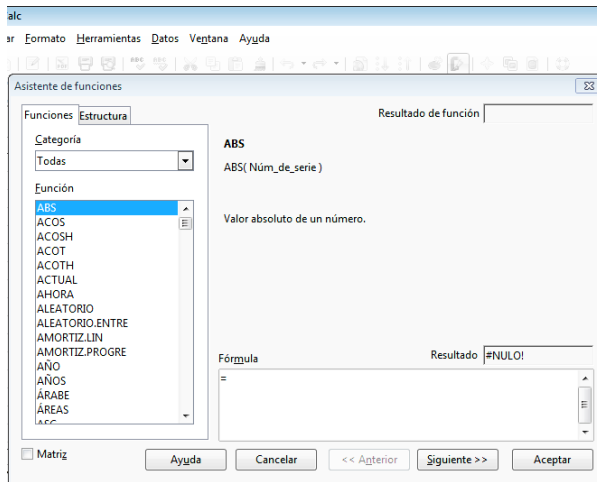 alc
ar Formato Herramientas Datos Ventana Ayuda
Asistente de funciones
Funciones Estructura
Resultado de función
Categoría
Todas
ABS
ABS( Núm_de_serie )
Función
ABS
ACOS
ACOSH
ACOT
ACOTH
ACTUAL
AHORA
ALEATORIO
ALEATORIO.ENTRE
AMORTIZ.LIN
AMORTIZ.PROGRE
AÑO
AÑOS
ÁRABE
ÁREAS
ASC
Valor absoluto de un número.
Fórmula
Resultado #NULO!
=
Matriz
Ayuda Cancelar << Anterior Siguiente >> Aceptar